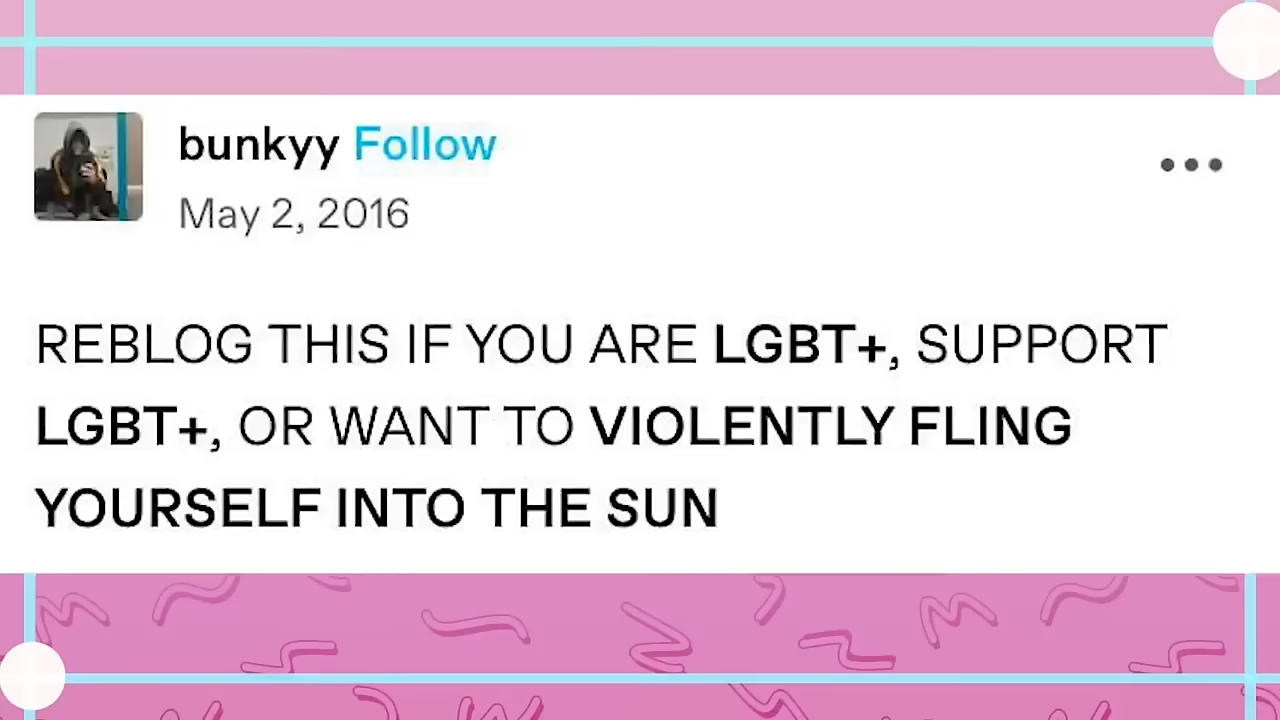 bunkyy Follow
May 2, 2016
REBLOG THIS IF YOU ARE LGBT+, SUPPORT
LGBT+, OR WANT TO VIOLENTLY FLING
YOURSELF INTO THE SUN